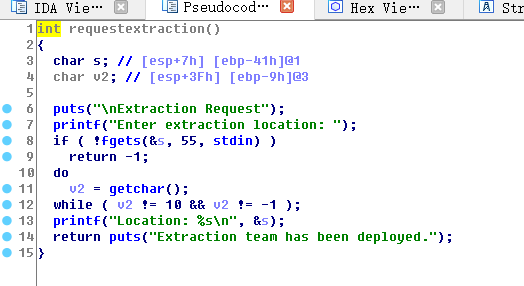 IDA Vie… Pseudocod… Hex Vie… Str
1 int requestextraction()
2 {
3 char s; // [esp+7h] [ebp-41h]@1
4 char v2; // [esp+3Fh] [ebp-9h]@3
5
6 puts("\nExtraction Request");
7 printf("Enter extraction location: ");
8 if ( !fgets(&s, 55, stdin) )
9 return -1;
10 do
11 v2 = getchar();
12 while ( v2 != 10 && v2 != -1 );
13 printf("Location: %s\n", &s);
14 return puts("Extraction team has been deployed.");
15 }